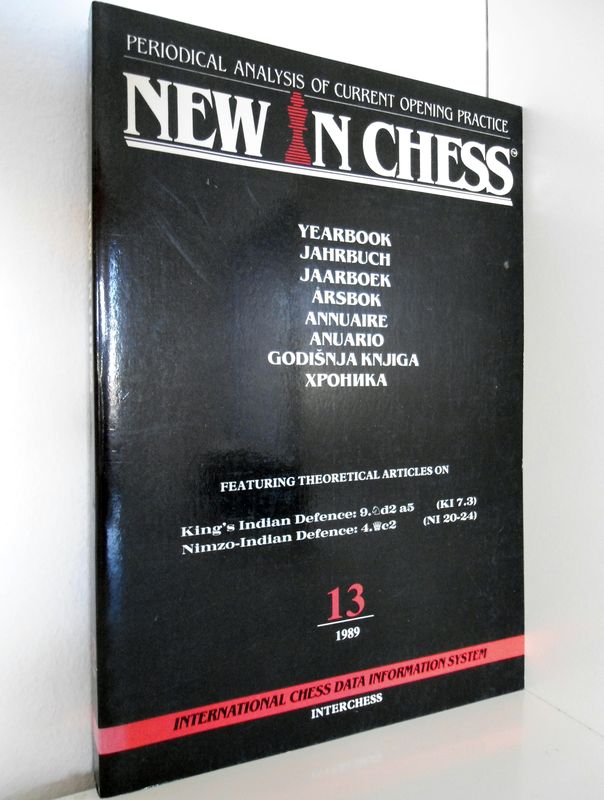 PERIODICAL ANALYSIS OF CURRENT OPENING PRACTICE
NEW IN CHESS™
YEARBOOK
JAHRBUCH
JAARBOEK
ÅRSBOK
ANNUAIRE
ANUARIO
GODIŠNJA KNJIGA
ХРОНИКА
FEATURING THEORETICAL ARTICLES ON
King's Indian Defence: 9.♘d2 a5 (KI 7.3)
Nimzo-Indian Defence: 4.♕c2 (NI 20-24)
13
1989
INTERNATIONAL CHESS DATA INFORMATION SYSTEM
INTERCHESS